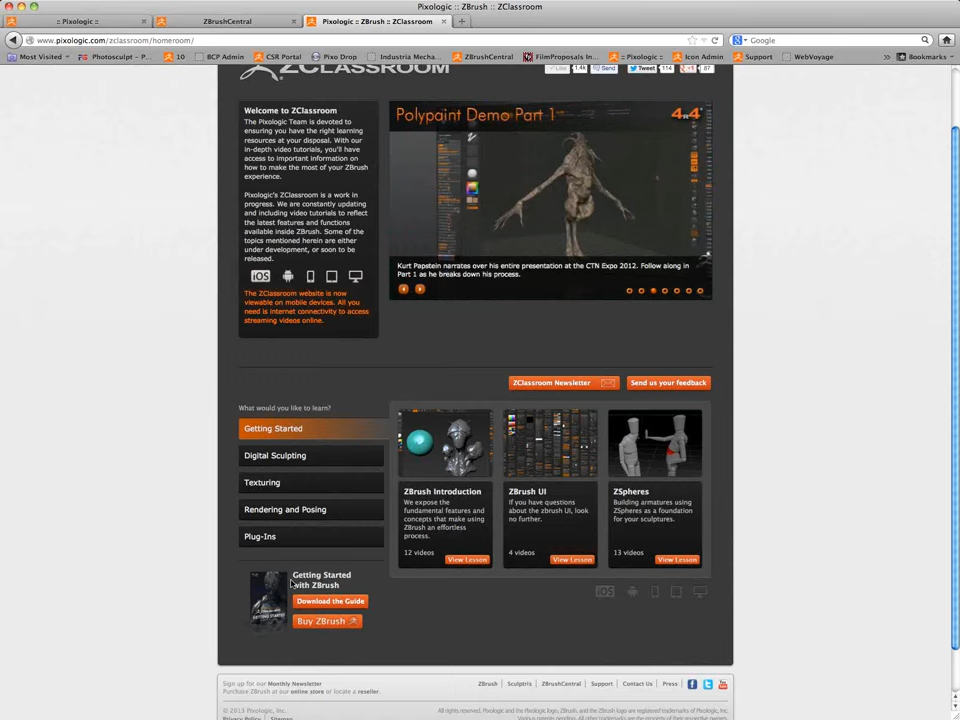 Pixologic :: ZBrush :: ZClassroom
:: Pixologic ::
ZBrushCentral
Pixologic :: ZBrush :: ZClassroom
www.pixologic.com/zclassroom/homeroom/
Google
Most Visited
Photosculpt - P...
10
BCP Admin
CSR Portal
Pixo Drop
Industria Mecha...
ZBrushCentral
FilmProposals In...
:: Pixologic ::
Icon Admin
Support
WebVoyage
Bookmarks
ZCLASSROOM
Like
1.4k
Send
Tweet
114
+1
87
Welcome to ZClassroom
The Pixologic Team is devoted to
ensuring you have the right learning
resources at your disposal. With our
in-depth video tutorials, you'll have
access to important information on
how to make the most of your ZBrush
experience.
Pixologic's ZClassroom is a work in
progress. We are constantly updating
and including video tutorials to reflect
the latest features and functions
available inside ZBrush. Some of the
topics mentioned herein are either
under development, or soon to be
released.
iOS
The ZClassroom website is now
viewable on mobile devices. All you
need is internet connectivity to access
streaming videos online.
Polypaint Demo Part 1
4R4
Kurt Papstein narrates over his entire presentation at the CTN Expo 2012. Follow along in
Part 1 as he breaks down his process.
ZClassroom Newsletter
Send us your feedback
What would you like to learn?
Getting Started
Digital Sculpting
Texturing
Rendering and Posing
Plug-Ins
ZBrush Introduction
We expose the
fundamental features and
concepts that make using
ZBrush an effortless
process.
12 videos
View Lesson
ZBrush UI
If you have questions
about the zbrush UI, look
no further.
4 videos
View Lesson
ZSpheres
Building armatures using
ZSpheres as a foundation
for your sculptures.
13 videos
View Lesson
Getting Started
with ZBrush
Download the Guide
Buy ZBrush
iOS
Sign up for our Monthly Newsletter
Purchase ZBrush at our online store or locate a reseller.
ZBrush
Sculptris
ZBrushCentral
Support
Contact Us
Press
© 2013 Pixologic, Inc.
All rights reserved, Pixologic and the Pixologic logo, ZBrush, and the ZBrush logo are registered trademarks of Pixologic, Inc.
Privacy Policy
Sitemap